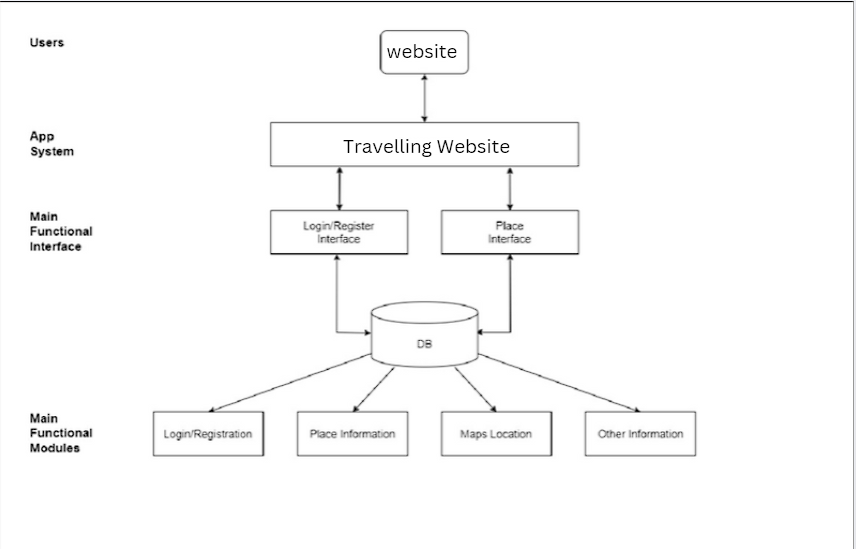 Users
website
App
System
Travelling Website
Main
Functional
Interface
Login/Register
Interface
Place
Interface
DB
Main
Functional
Modules
Login/Registration
Place Information
Maps Location
Other Information